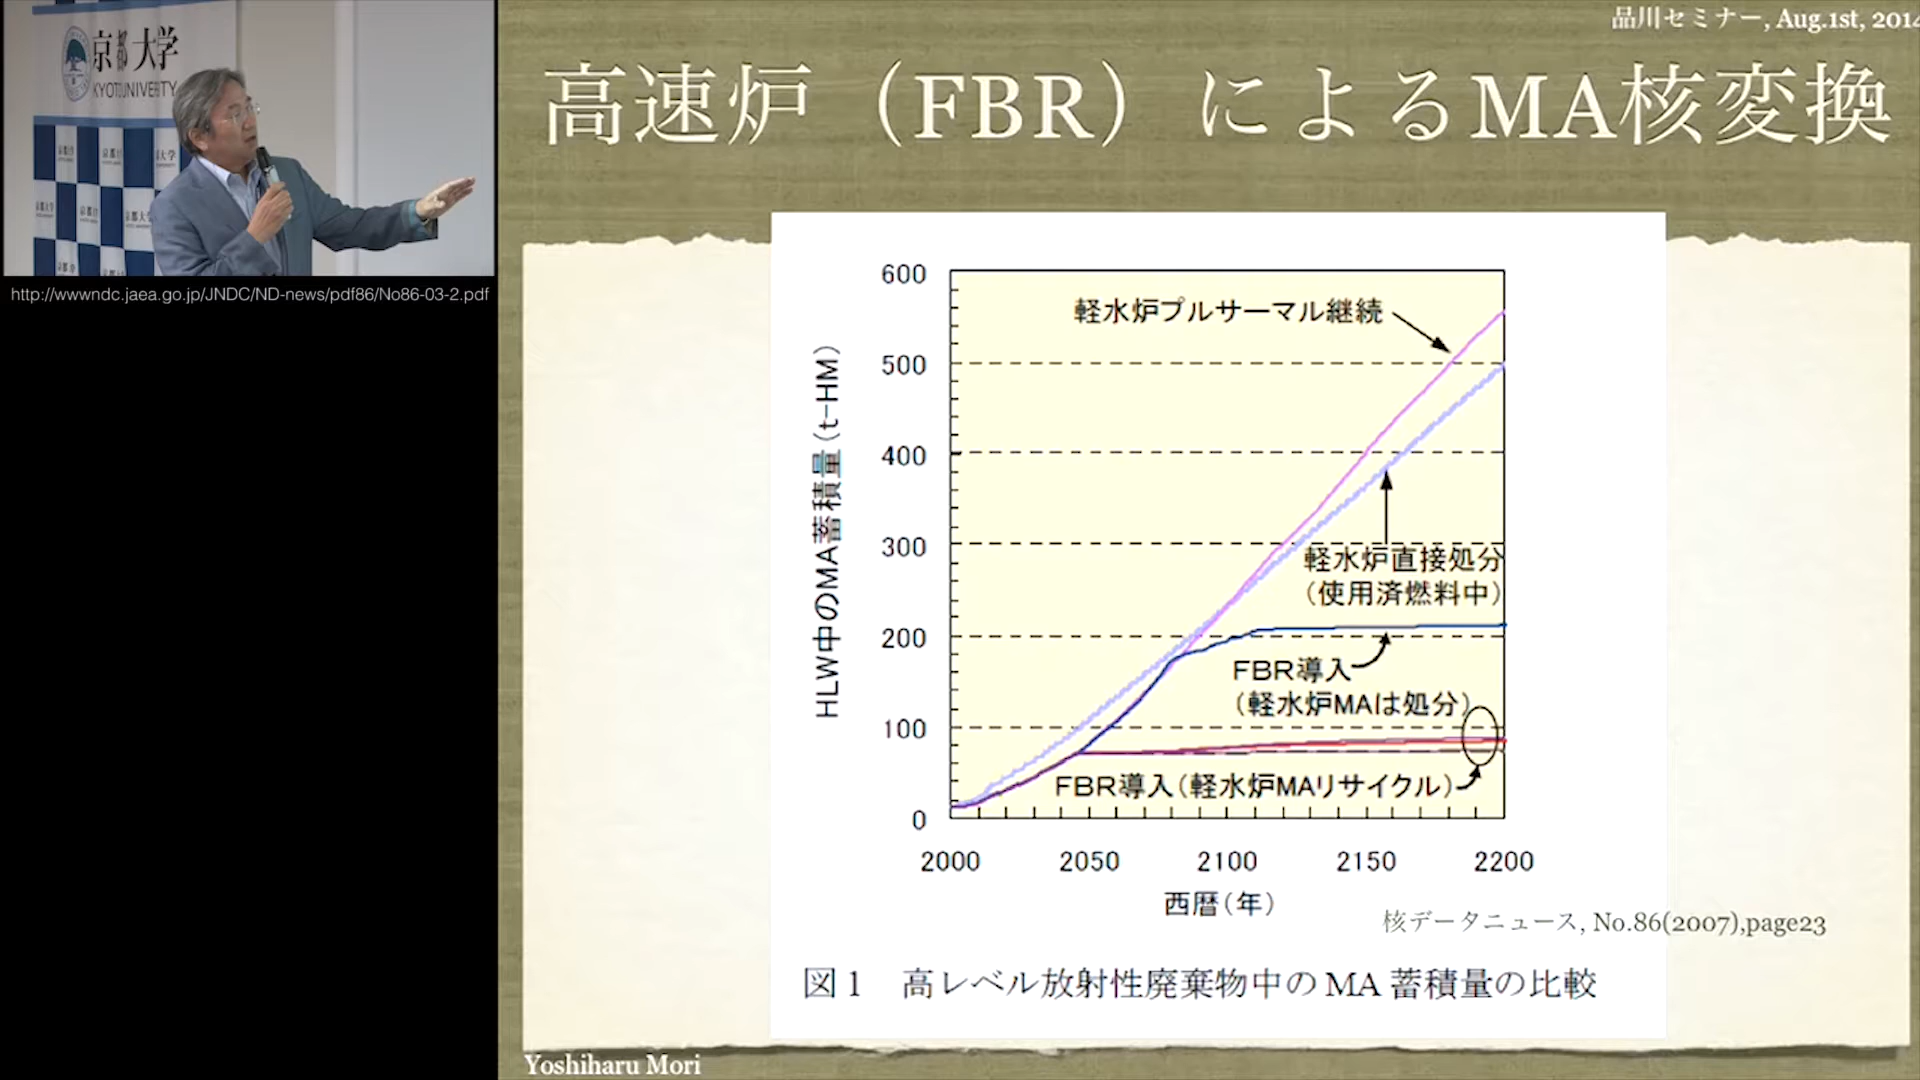 京都大学
KYOTO UNIVERSITY
http://wwwndc.jaea.go.jp/JNDC/ND-news/pdf86/No86-03-2.pdf
品川セミナー, Aug.1st, 2014
高速炉（FBR）によるMA核変換
HLW中のMA蓄積量(t-HM)
600
500
400
300
200
100
0
軽水炉プルサーマル継続
軽水炉直接処分
(使用済燃料中)
FBR導入
(軽水炉MAは処分)
FBR導入(軽水炉MAリサイクル)
2000
2050
2100
2150
2200
西暦(年)
核データニュース, No.86(2007),page23
図1 高レベル放射性廃棄物中のMA蓄積量の比較
Yoshiharu Mori